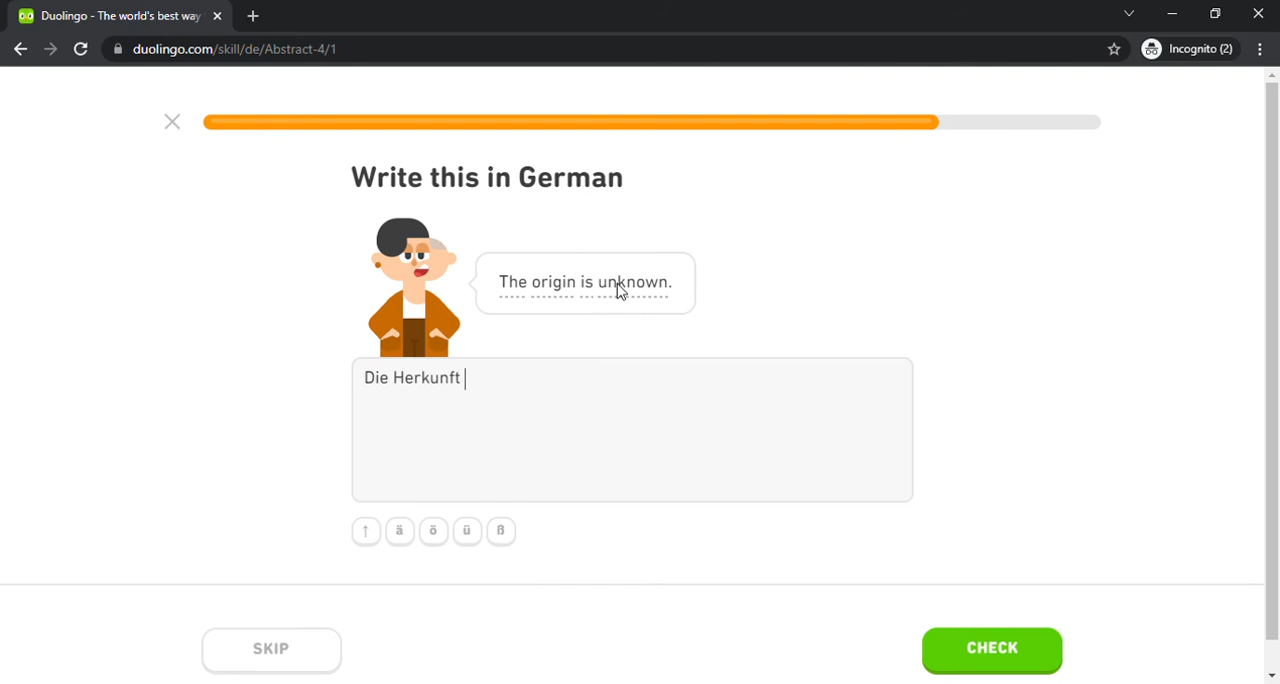 Duolingo - The world's best way
duolingo.com/skill/de/Abstract-4/1
Incognito (2)
Write this in German
The origin is unknown.
Die Herkunft
↑ ä ö ü ß
SKIP
CHECK